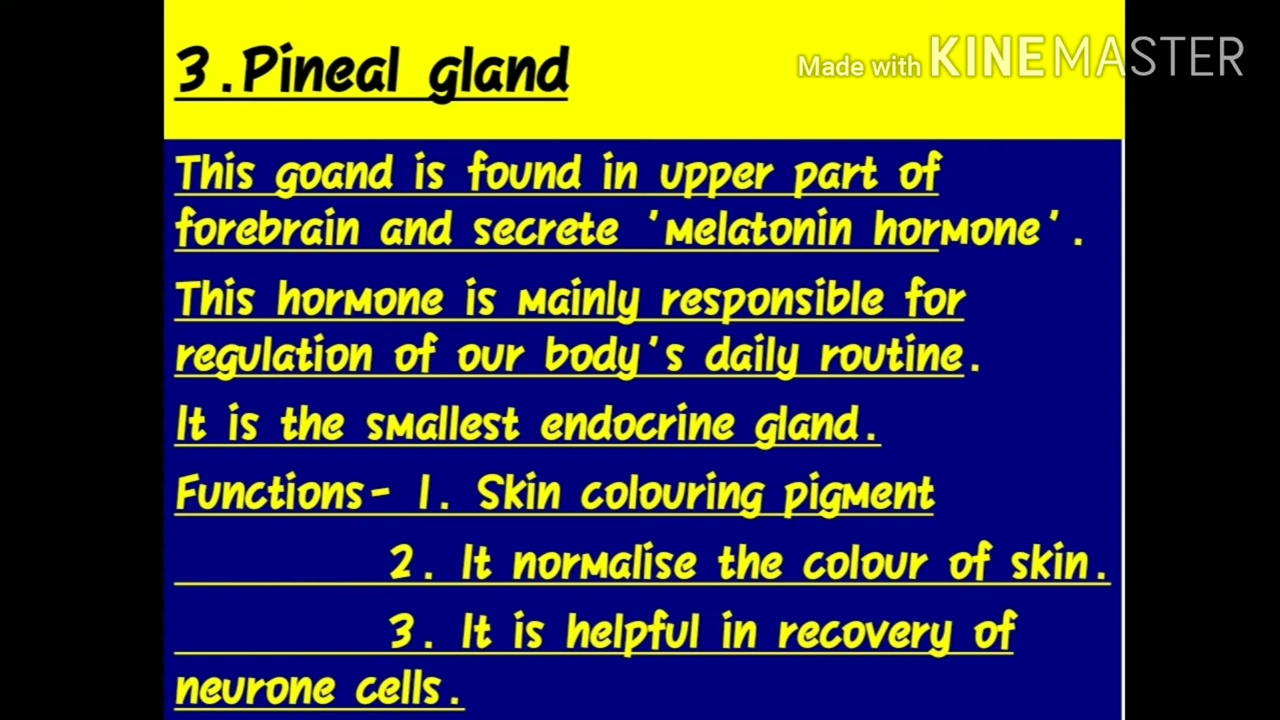 3.Pineal gland
Made with KINEMASTER
This goand is found in upper part of
forebrain and secrete 'Melatonin hormone'.
This hormone is mainly responsible for
regulation of our body's daily routine.
It is the smallest endocrine gland.
Functions- 1. Skin colouring pigment
2. It normalise the colour of skin.
3. It is helpful in recovery of
neurone cells.